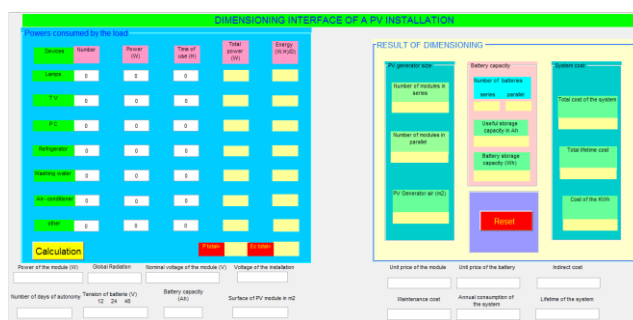 DIMENSIONING INTERFACE OF A PV INSTALLATION
Powers consumed by the load
Devices Number Power (W) Time of use (H) Total power (W) Energy (W.H)/D)
Lamps 0 0 0
T V 0 0 0
P C 0 0 0
Refrigerator 0 0 0
Washing water 0 0 0
Air- conditioner 0 0 0
other 0 0 0
Calculation
P total= Ec total=
RESULT OF DIMENSIONING
PV generator size:
Number of modules in series
Number of modules in parallel
PV Generator air (m2)
Battery capacity
Number of batteries
series parallel
Useful storage capacity in Ah
Battery storage capacity (Wh)
Reset
System cost:
Total cost of the system
Total lifetime cost
Cost of the KWh
Power of the module (W) Global Radiation Nominal voltage of the module (V) Voltage of the installation
Number of days of autonomy Tension of batterie (V) 12 24 48 Battery capacity (Ah) Surface of PV module in m2
Unit price of the module Unit price of the battery Indirect cost
Maintenance cost Annual consumption of the system Lifetime of the system